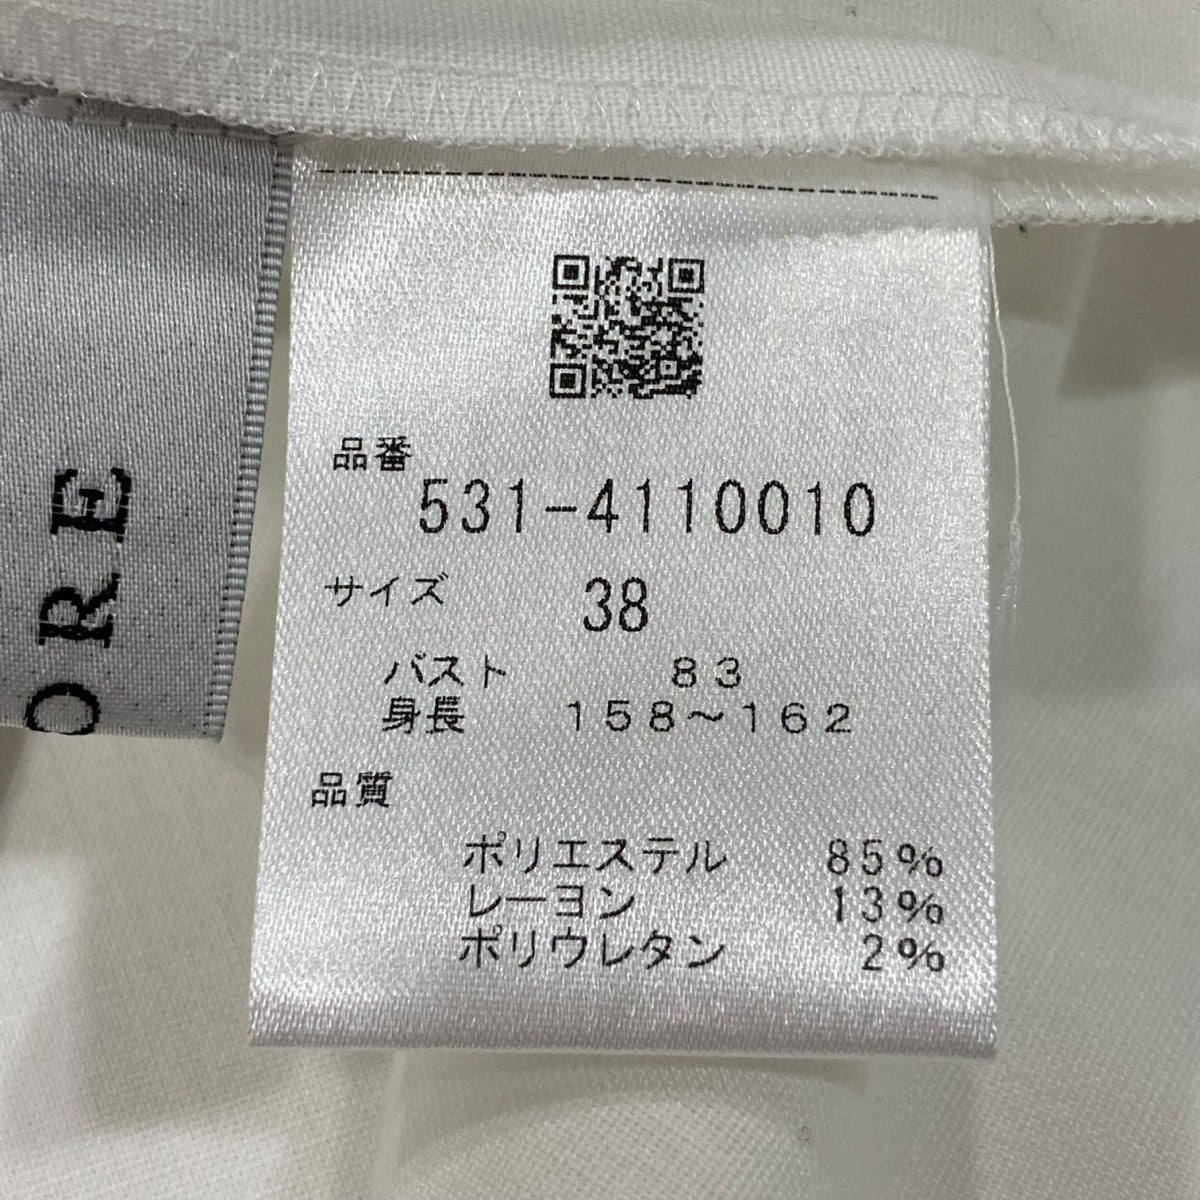 ORE
品番
531-4110010
サイズ 38
バスト 83
身長 158～162
品質
ポリエステル 85%
レーヨン 13%
ポリウレタン 2%